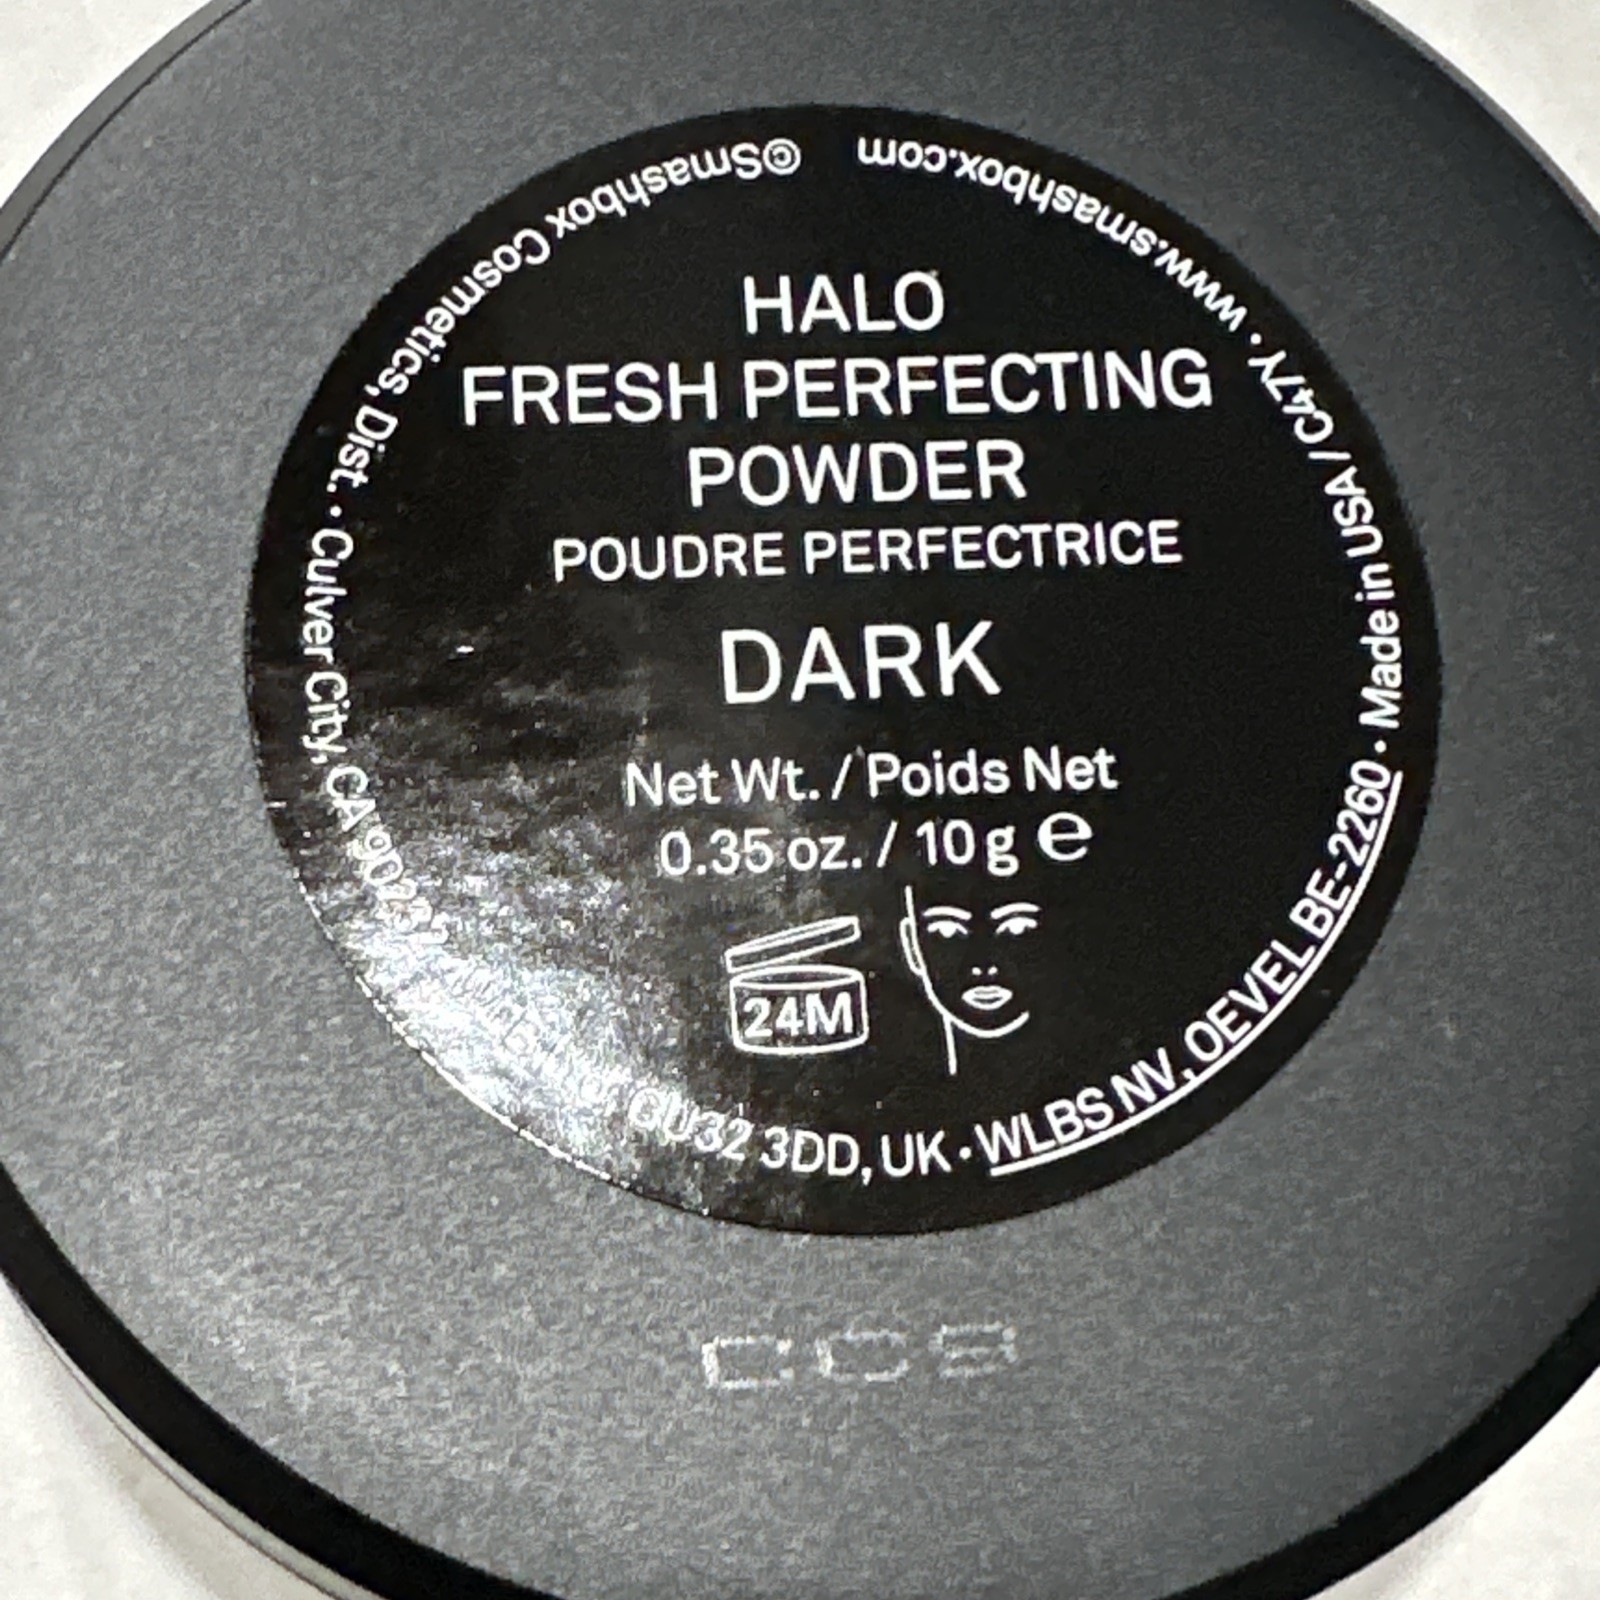 HALO
FRESH PERFECTING
POWDER
POUDRE PERFECTRICE
DARK
Net Wt. / Poids Net
0.35 oz. / 10 g ℮
24M
©Smashbox Cosmetics, Dist. • Culver City, CA GU32 3DD, UK • WLBS NV, OEVEL BE-2260 • Made in USA / C47Y • www.smashbox.com